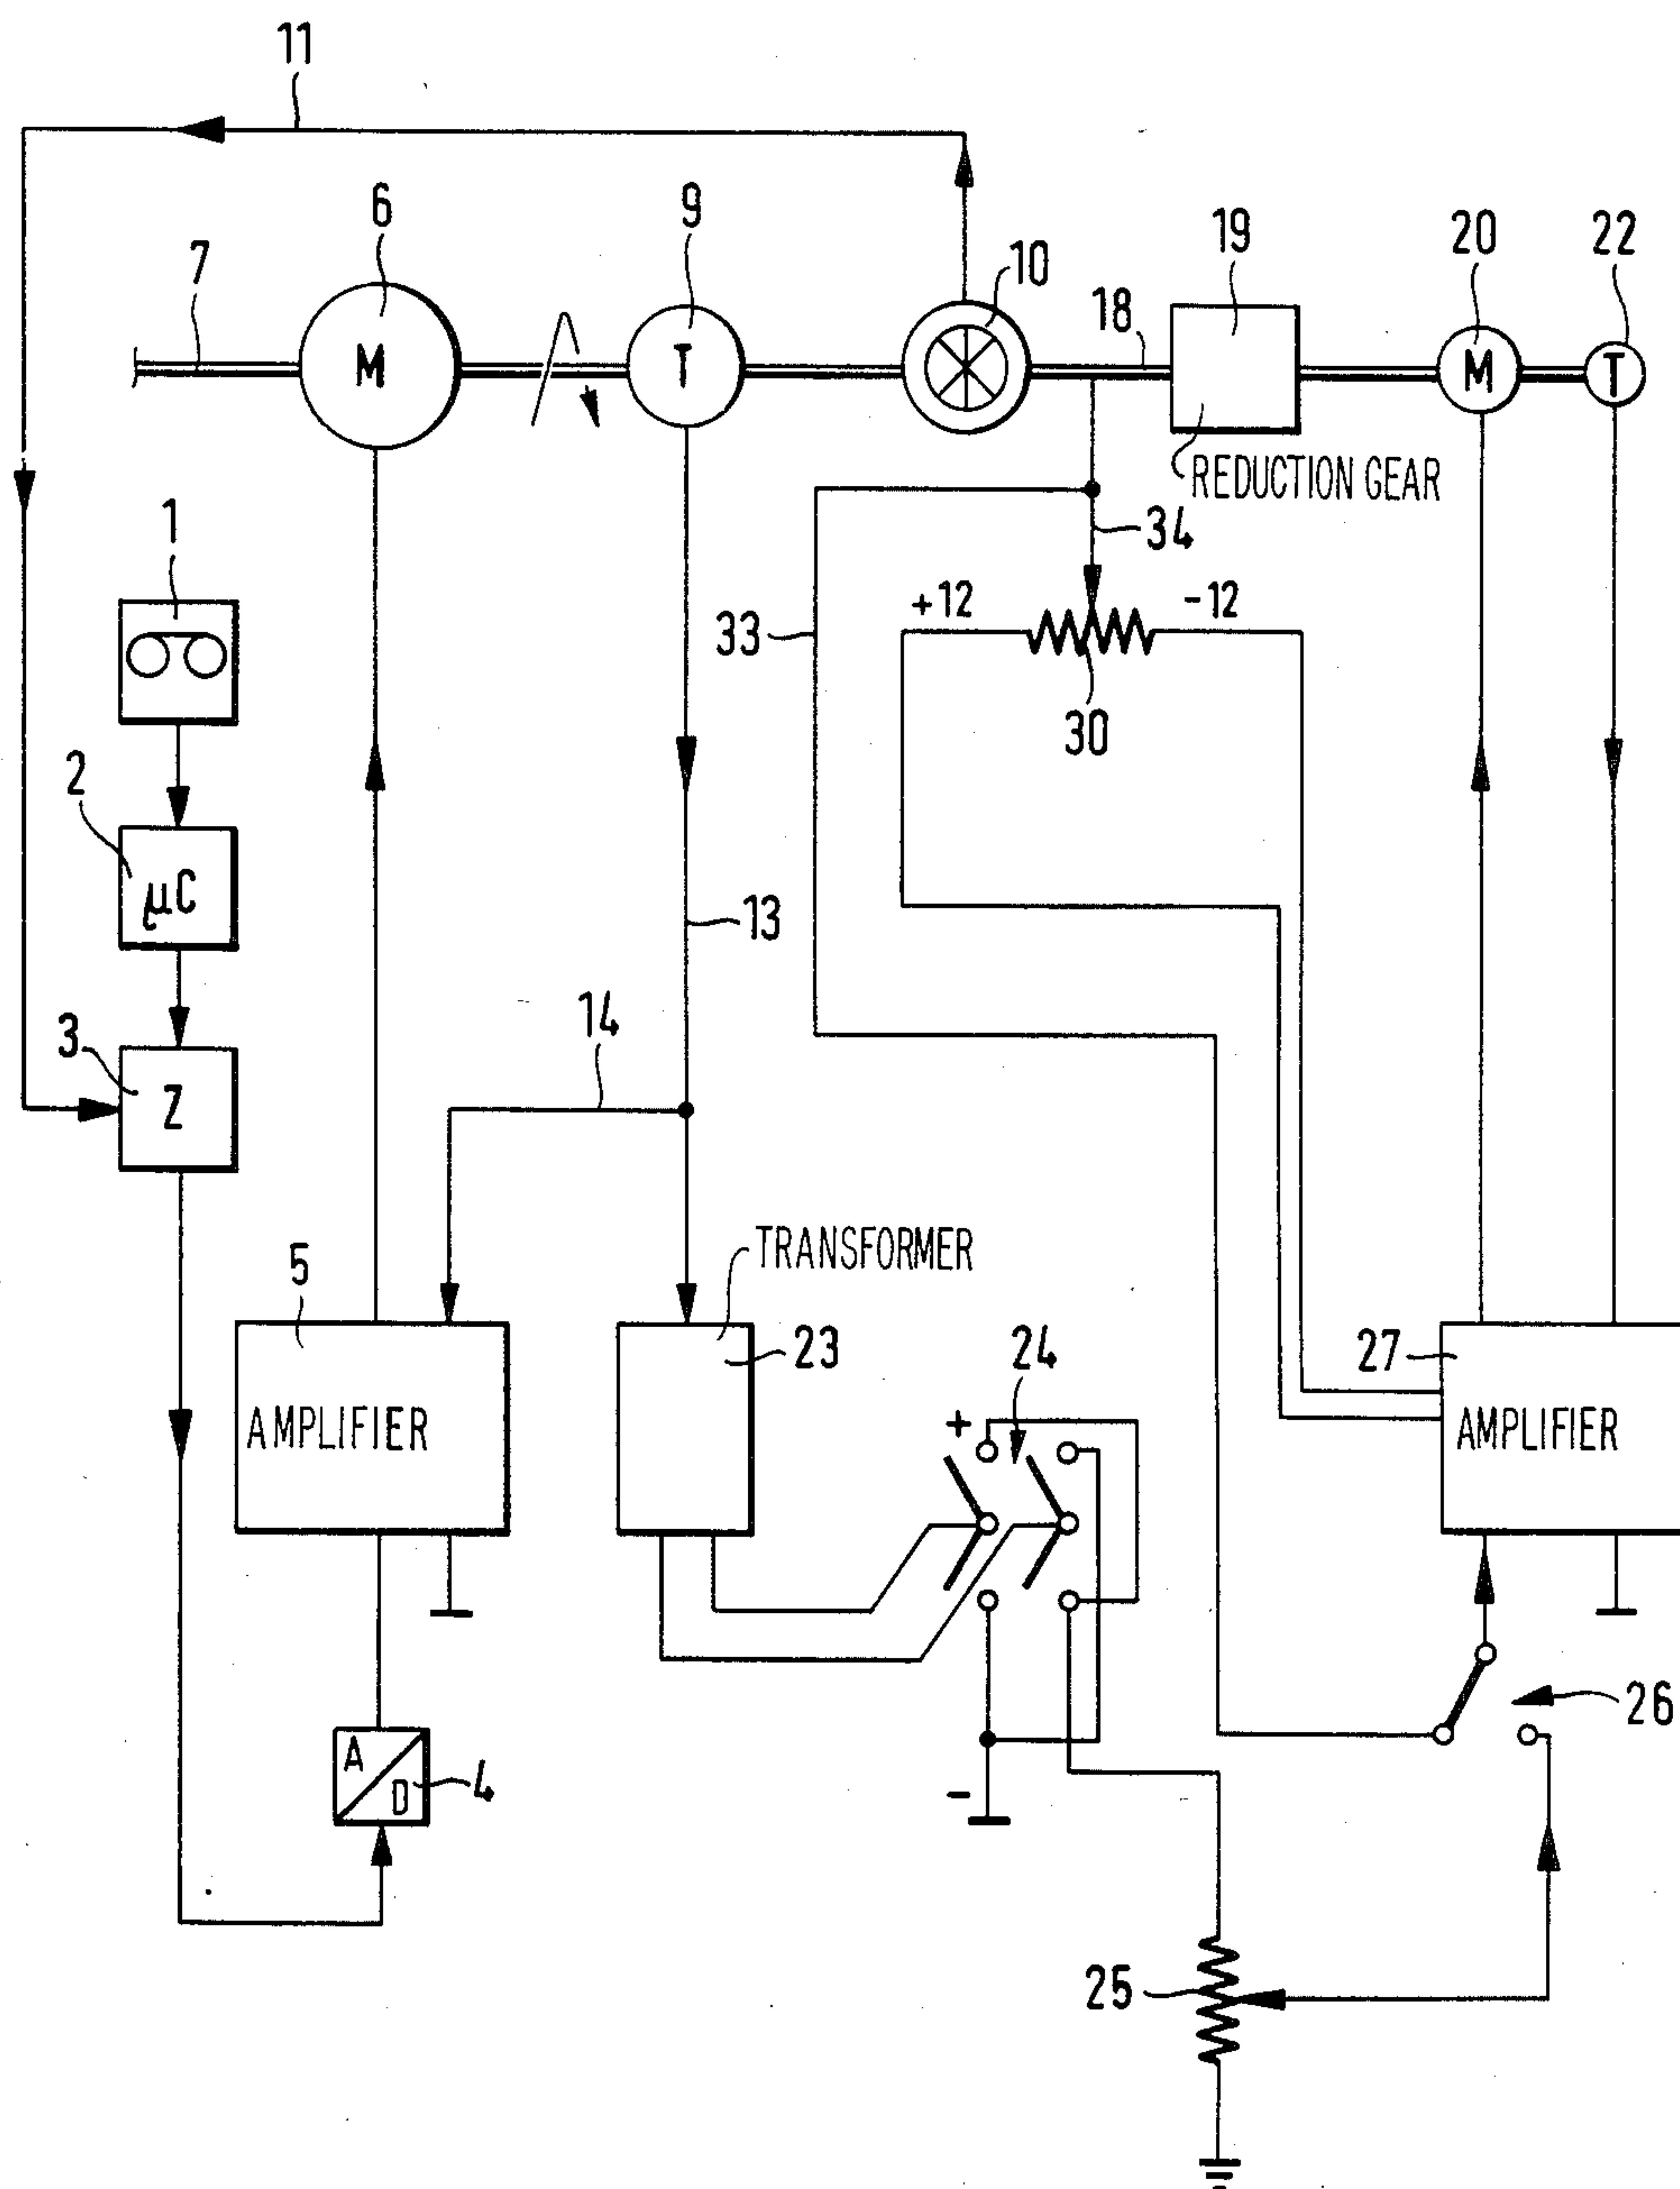 11
6
9
7
10
19
20
22
18
M
T
M
T
REDUCTION GEAR
1
34
+12
-12
33
30
2
μC
13
14
3
Z
TRANSFORMER
5
23
24
27
AMPLIFIER
+
AMPLIFIER
26
A
D
4
-
25